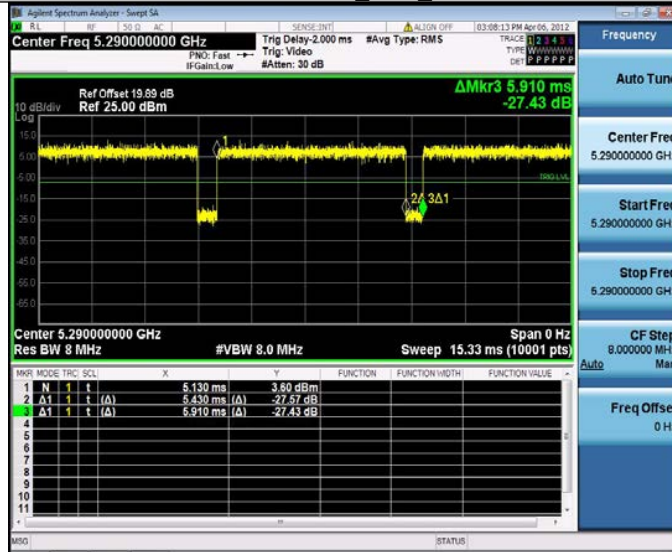 Agilent Spectrum Analyzer - Swept SA
RL RF 50 Ω AC SENSE:INT ALIGN OFF 03:08:13 PM Apr 06, 2012
Center Freq 5.290000000 GHz Trig Delay-2.000 ms #Avg Type: RMS TRACE 1 2 3 4 5 6
PNO: Fast Trig: Video TYPE WWWWWW
IFGain:Low #Atten: 30 dB DET P P P P P P
Frequency
Auto Tune
ΔMkr3 5.910 ms
-27.43 dB
Ref Offset 19.89 dB
10 dB/div Ref 25.00 dBm
Log
15.0
5.00
-5.00
-15.0
-25.0
-35.0
-45.0
-55.0
-65.0
1
2Δ 3Δ1
TRIG LVL
Center 5.290000000 GHz Span 0 Hz
Res BW 8 MHz #VBW 8.0 MHz Sweep 15.33 ms (10001 pts)
MKR MODE TRC SCL X Y FUNCTION FUNCTION WIDTH FUNCTION VALUE
1 N 1 t 5.130 ms 3.60 dBm
2 Δ1 1 t (Δ) 5.430 ms (Δ) -27.57 dB
3 Δ1 1 t (Δ) 5.910 ms (Δ) -27.43 dB
4
5
6
7
8
9
10
11
Center Freq
5.290000000 GH
Start Freq
5.290000000 GH
Stop Freq
5.290000000 GH
CF Step
8.000000 MH
Auto Ma
Freq Offse
0 H
MSG STATUS